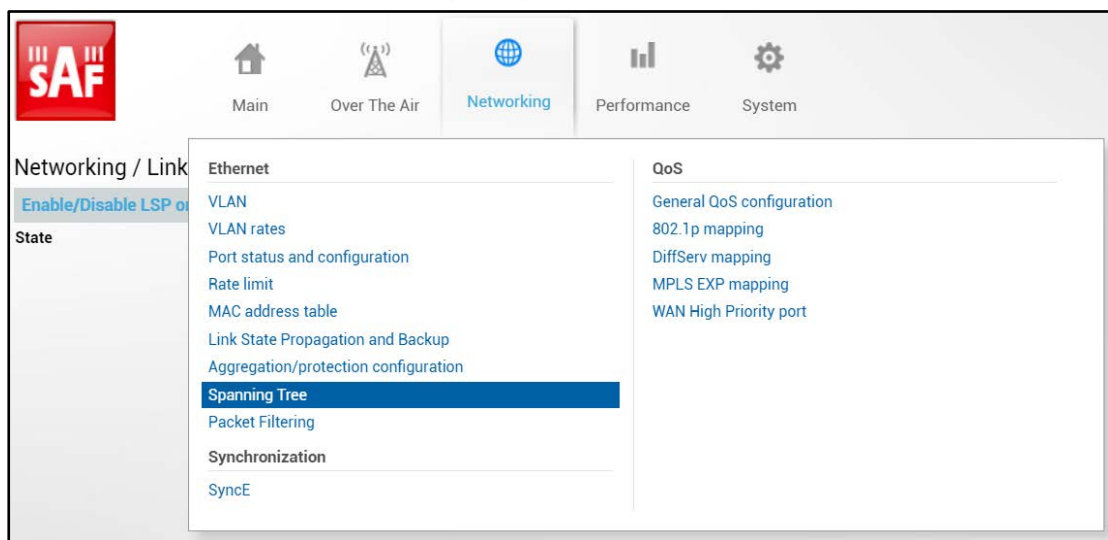 SAF
Main
Over The Air
Networking
Performance
System
Networking / Link
Enable/Disable LSP
State
Ethernet
VLAN
VLAN rates
Port status and configuration
Rate limit
MAC address table
Link State Propagation and Backup
Aggregation/protection configuration
Spanning Tree
Packet Filtering
Synchronization
SyncE
QoS
General QoS configuration
802.1p mapping
DiffServ mapping
MPLS EXP mapping
WAN High Priority port